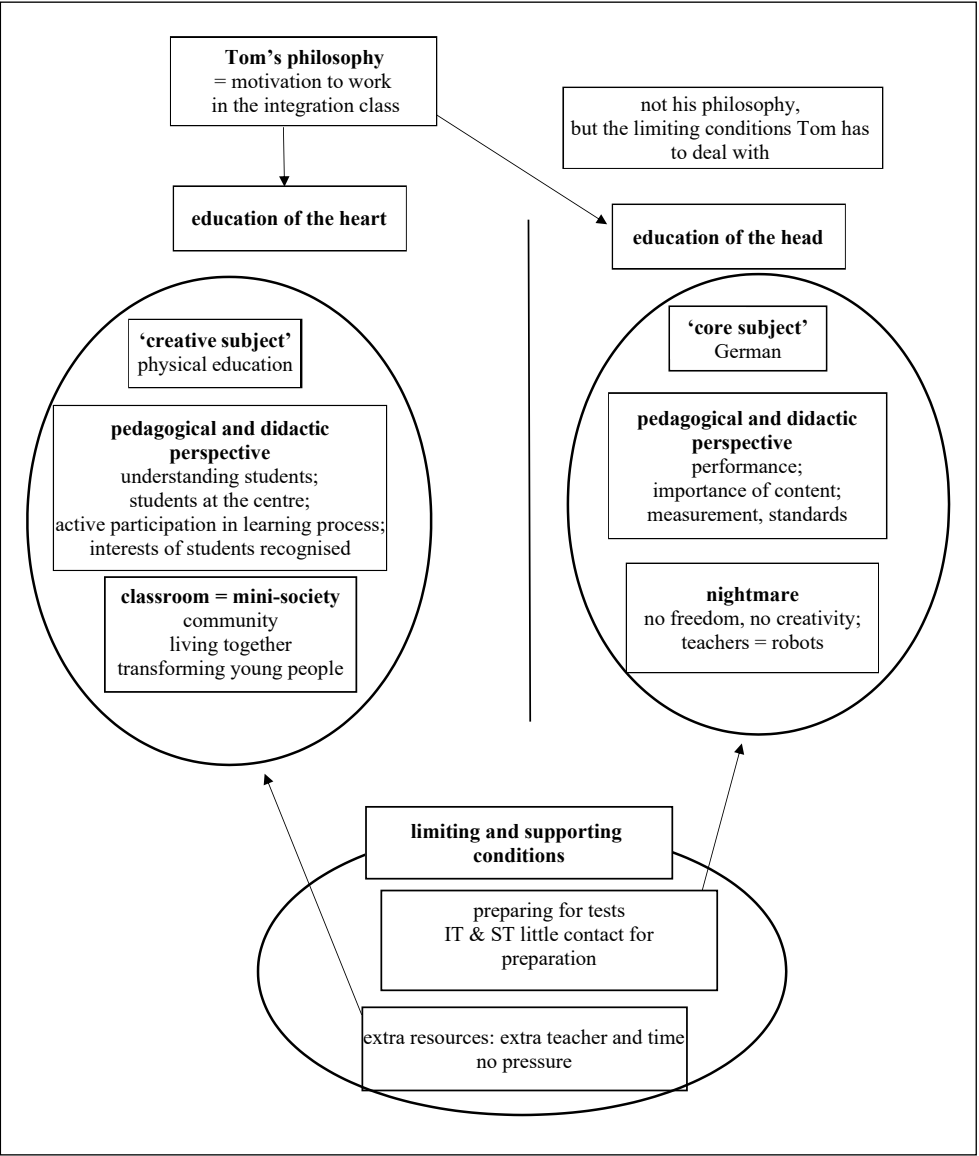 Tom’s philosophy
= motivation to work
in the integration class
not his philosophy,
but the limiting conditions Tom has
to deal with
education of the heart
education of the head
‘creative subject’
physical education
pedagogical and didactic
perspective
understanding students;
students at the centre;
active participation in learning process;
interests of students recognised
classroom = mini-society
community
living together
transforming young people
‘core subject’
German
pedagogical and didactic
perspective
performance;
importance of content;
measurement, standards
nightmare
no freedom, no creativity;
teachers = robots
limiting and supporting
conditions
preparing for tests
IT & ST little contact for
preparation
extra resources: extra teacher and time
no pressure